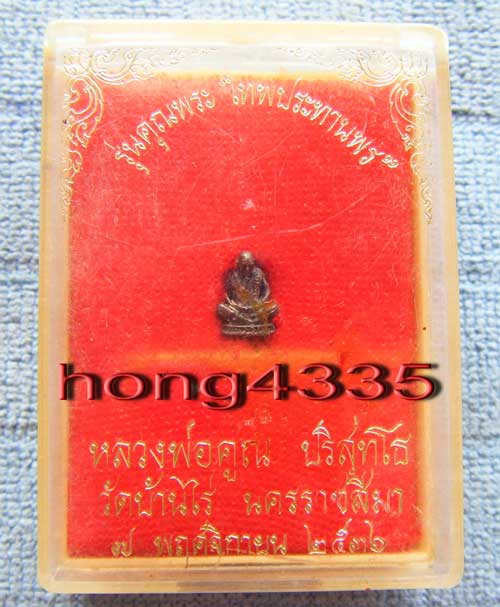 รุ่นคุณพระ "เทพประทานพร"
hong4335
หลวงพ่อคูณ ปริสุทฺโธ
วัดบ้านไร่ นครราชสีมา
๗ พฤศจิกายน ๒๕๓๖